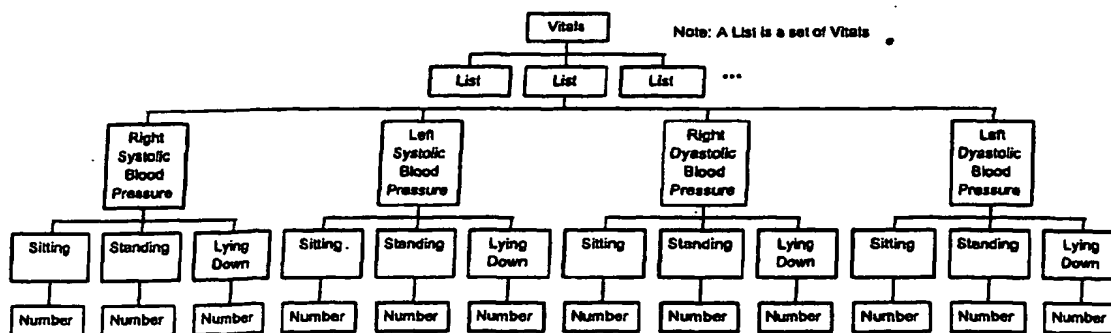 Vitals
Note: A List is a set of Vitals
List List List ...
Right Left Right Left
Systolic Systolic Dyastolic Dyastolic
Blood Blood Blood Blood
Pressure Pressure Pressure Pressure
Sitting Standing Lying Sitting Standing Lying Sitting Standing Lying Sitting Standing Lying
Down Down Down Down
Number Number Number Number Number Number Number Number Number Number Number Number